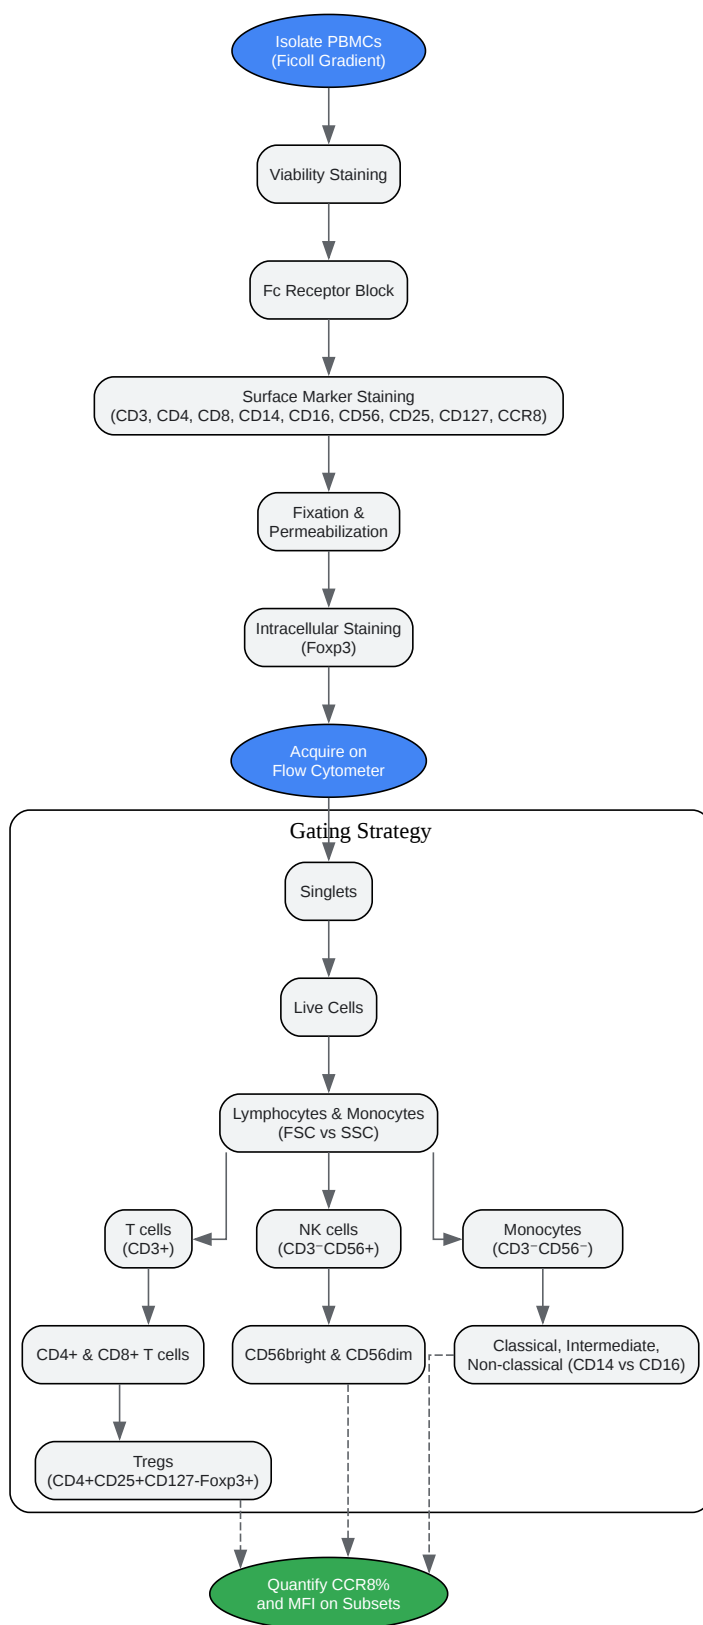 Isolate PBMCs
(Ficoll Gradient)
Viability Staining
Fc Receptor Block
Surface Marker Staining
(CD3, CD4, CD8, CD14, CD16, CD56, CD25, CD127, CCR8)
Fixation &
Permeabilization
Intracellular Staining
(Foxp3)
Acquire on
Flow Cytometer
Gating Strategy
Singlets
Live Cells
Lymphocytes & Monocytes
(FSC vs SSC)
T cells
(CD3+)
NK cells
(CD3⁻CD56+)
Monocytes
(CD3⁻CD56⁻)
CD4+ & CD8+ T cells
CD56bright & CD56dim
Classical, Intermediate,
Non-classical (CD14 vs CD16)
Tregs
(CD4+CD25+CD127-Foxp3+)
Quantify CCR8%
and MFI on Subsets